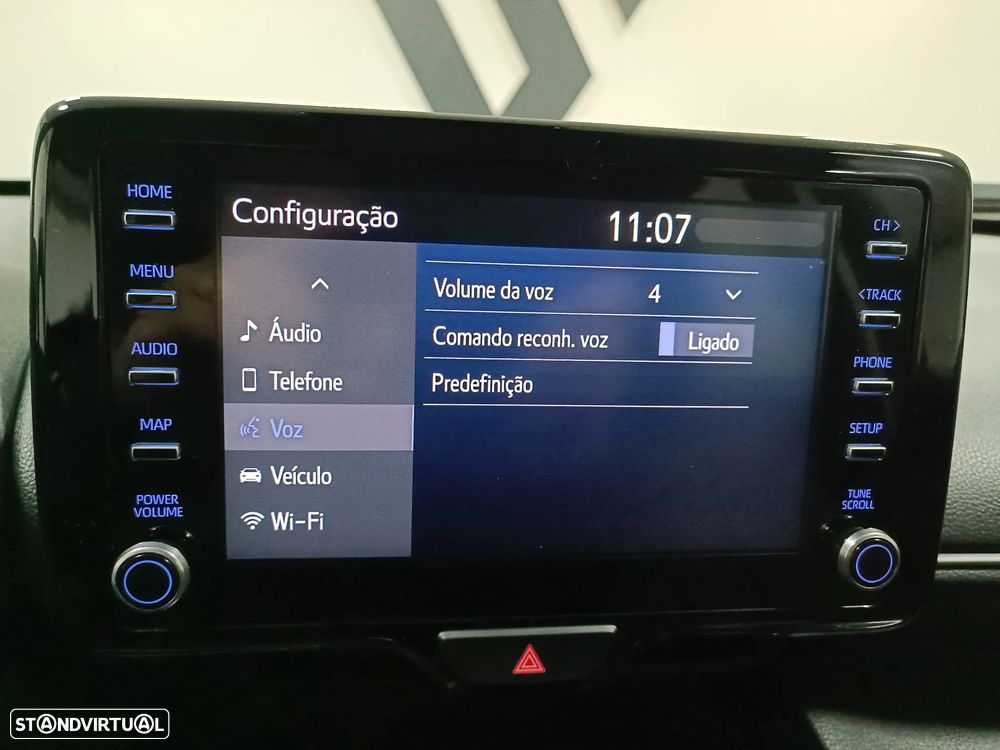 HOME
MENU
AUDIO
MAP
POWER
VOLUME
Configuração 11:07
Áudio
Telefone
Voz
Veículo
Wi-Fi
Volume da voz 4
Comando reconh. voz Ligado
Predefinição
CH >
< TRACK
PHONE
SETUP
TUNE
SCROLL
STANDVIRTUAL